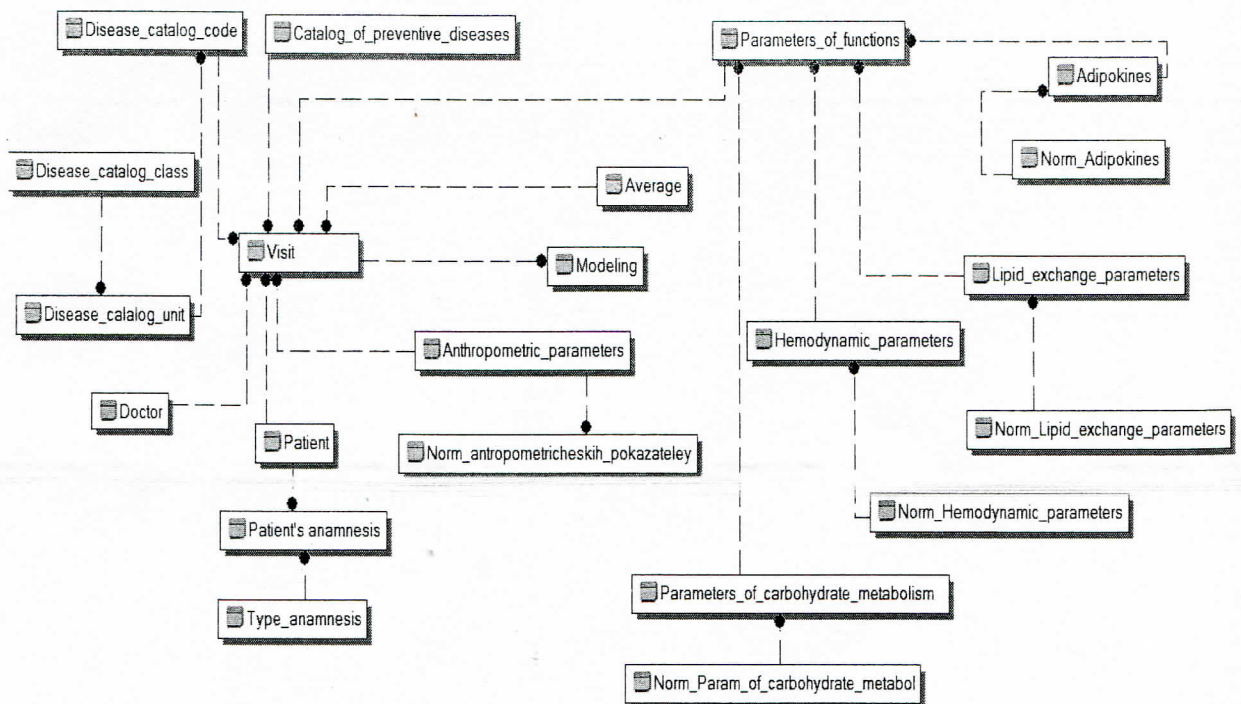 Disease_catalog_code
Catalog_of_preventive_diseases
Parameters_of_functions
Adipokines
Norm_Adipokines
Disease_catalog_class
Average
Visit
Modeling
Lipid_exchange_parameters
Disease_calalog_unit
Anthropometric_parameters
Hemodynamic_parameters
Doctor
Patient
Norm_antropometricheskih_pokazateley
Norm_Lipid_exchange_parameters
Patient's anamnesis
Norm_Hemodynamic_parameters
Type_anamnesis
Parameters_of_carbohydrate_metabolism
Norm_Param_of_carbohydrate_metabol